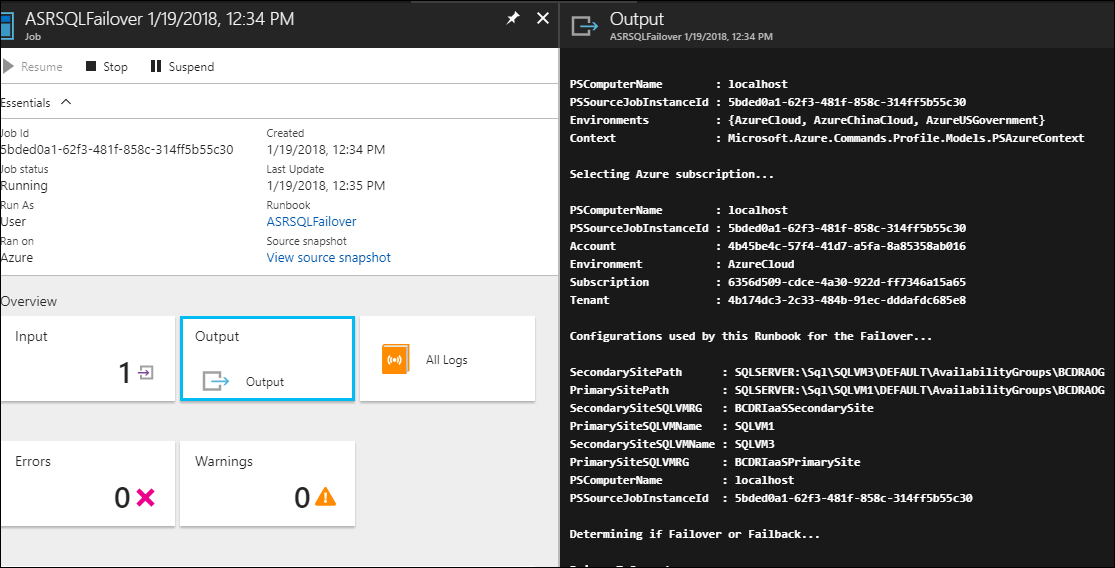 ASRSQLFailover 1/19/2018, 12:34 PM
Job
Resume Stop Suspend
Essentials
Job Id
5bded0a1-62f3-481f-858c-314ff5b55c30
Created
1/19/2018, 12:34 PM
Job status
Running
Last Update
1/19/2018, 12:35 PM
Run As
User
Runbook
ASRSQLFailover
Ran on
Azure
Source snapshot
View source snapshot
Overview
Input
1
Output
Output
All Logs
Errors
0
Warnings
0
Output
ASRSQLFailover 1/19/2018, 12:34 PM
PSComputerName : localhost
PSSourceJobInstanceId : 5bded0a1-62f3-481f-858c-314ff5b55c30
Environments : {AzureCloud, AzureChinaCloud, AzureUSGovernment}
Context : Microsoft.Azure.Commands.Profile.Models.PSAzureContext
Selecting Azure subscription...
PSComputerName : localhost
PSSourceJobInstanceId : 5bded0a1-62f3-481f-858c-314ff5b55c30
Account : 4b45be4c-57f4-41d7-a5fa-8a85358ab016
Environment : AzureCloud
Subscription : 6356d509-cdce-4a30-922d-ff7346a15a65
Tenant : 4b174dc3-2c33-484b-91ec-dddafdc685e8
Configurations used by this Runbook for the Failover...
SecondarySitePath : SQLSERVER:\Sql\SQLVM3\DEFAULT\AvailabilityGroups\BCDRAOG
PrimarySitePath : SQLSERVER:\Sql\SQLVM1\DEFAULT\AvailabilityGroups\BCDRAOG
SecondarySiteSQLVMRG : BCDRIaaSSecondarySite
PrimarySiteSQLVMName : SQLVM1
SecondarySiteSQLVMName : SQLVM3
PrimarySiteSQLVMRG : BCDRIaaSPrimarySite
PSComputerName : localhost
PSSourceJobInstanceId : 5bded0a1-62f3-481f-858c-314ff5b55c30
Determining if Failover or Failback...